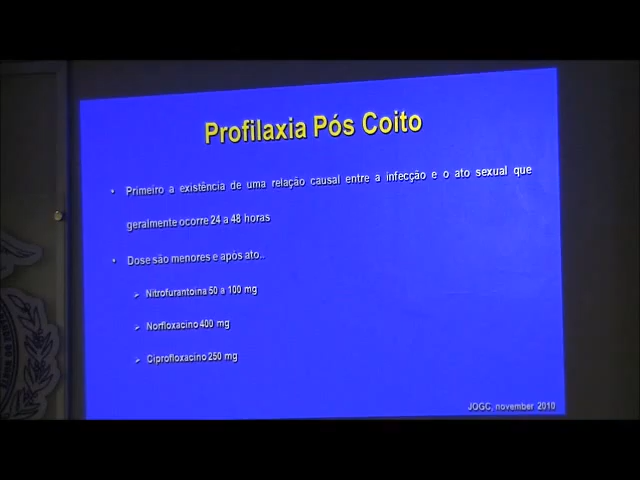 Profilaxia Pós Coito
• Primeiro a existência de uma relação causal entre a infecção e o ato sexual que
geralmente ocorre 24 a 48 horas
• Dose são menores e após ato..
➢ Nitrofurantoina 50 a 100 mg
➢ Norfloxacino 400 mg
➢ Ciprofloxacino 250 mg
JOGC, november 2010